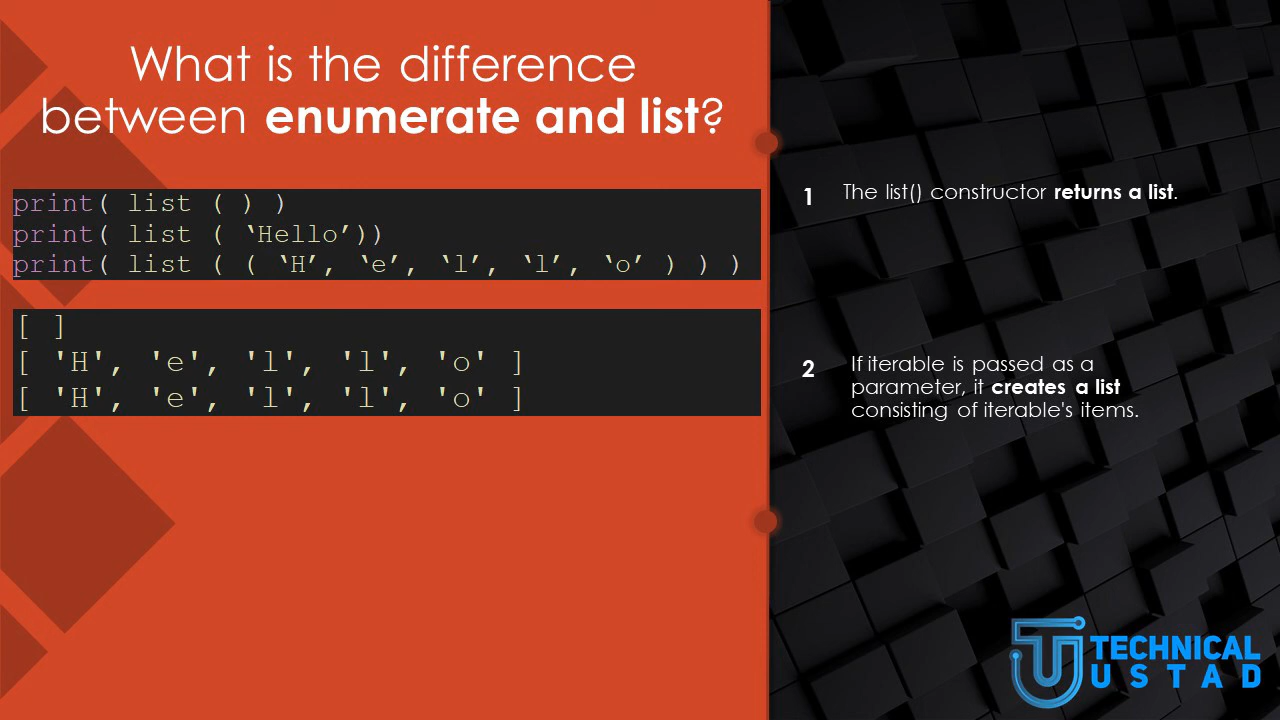 What is the difference
between enumerate and list?
print( list ( ) )
print( list ( ‘Hello’))
print( list ( ( ‘H’, ‘e’, ‘l’, ‘l’, ‘o’ ) ) )
[ ]
[ 'H', 'e', 'l', 'l', 'o' ]
[ 'H', 'e', 'l', 'l', 'o' ]
1 The list() constructor returns a list.
2 If iterable is passed as a
parameter, it creates a list
consisting of iterable's items.
TECHNICAL
USTAD